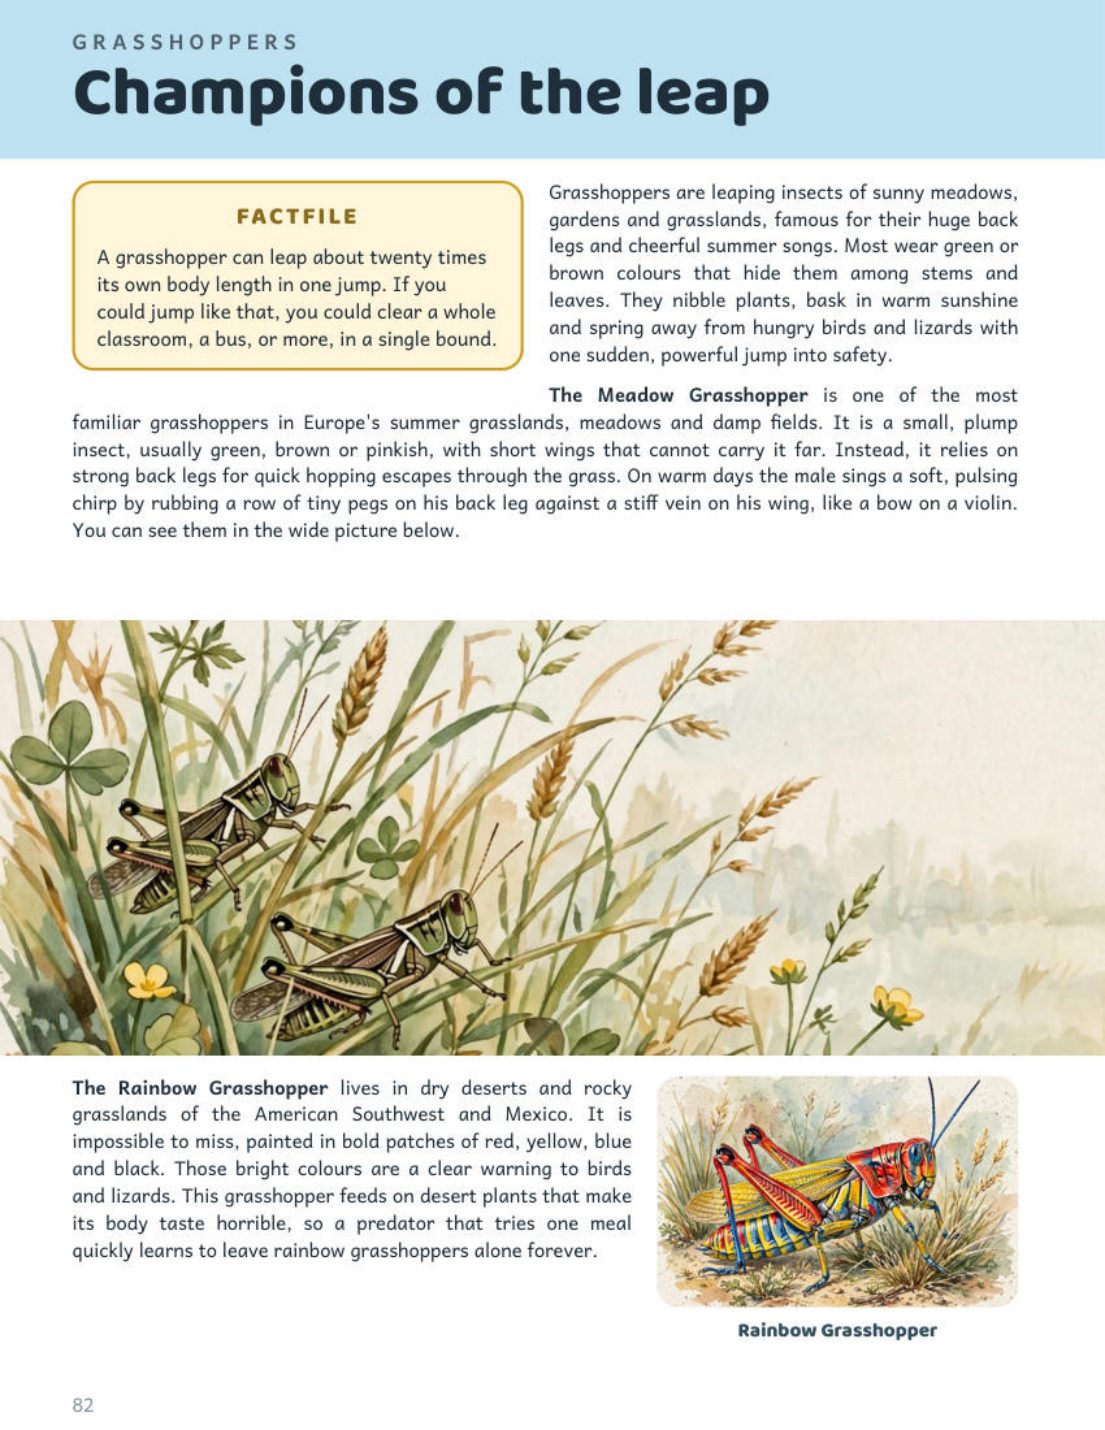 GRASSHOPPERS
Champions of the leap
FACTFILE
A grasshopper can leap about twenty times
its own body length in one jump. If you
could jump like that, you could clear a whole
classroom, a bus, or more, in a single bound.
Grasshoppers are leaping insects of sunny meadows,
gardens and grasslands, famous for their huge back
legs and cheerful summer songs. Most wear green or
brown colours that hide them among stems and
leaves. They nibble plants, bask in warm sunshine
and spring away from hungry birds and lizards with
one sudden, powerful jump into safety.
The Meadow Grasshopper is one of the most
familiar grasshoppers in Europe's summer grasslands, meadows and damp fields. It is a small, plump
insect, usually green, brown or pinkish, with short wings that cannot carry it far. Instead, it relies on
strong back legs for quick hopping escapes through the grass. On warm days the male sings a soft, pulsing
chirp by rubbing a row of tiny pegs on his back leg against a stiff vein on his wing, like a bow on a violin.
You can see them in the wide picture below.
The Rainbow Grasshopper lives in dry deserts and rocky
grasslands of the American Southwest and Mexico. It is
impossible to miss, painted in bold patches of red, yellow, blue
and black. Those bright colours are a clear warning to birds
and lizards. This grasshopper feeds on desert plants that make
its body taste horrible, so a predator that tries one meal
quickly learns to leave rainbow grasshoppers alone forever.
Rainbow Grasshopper
82